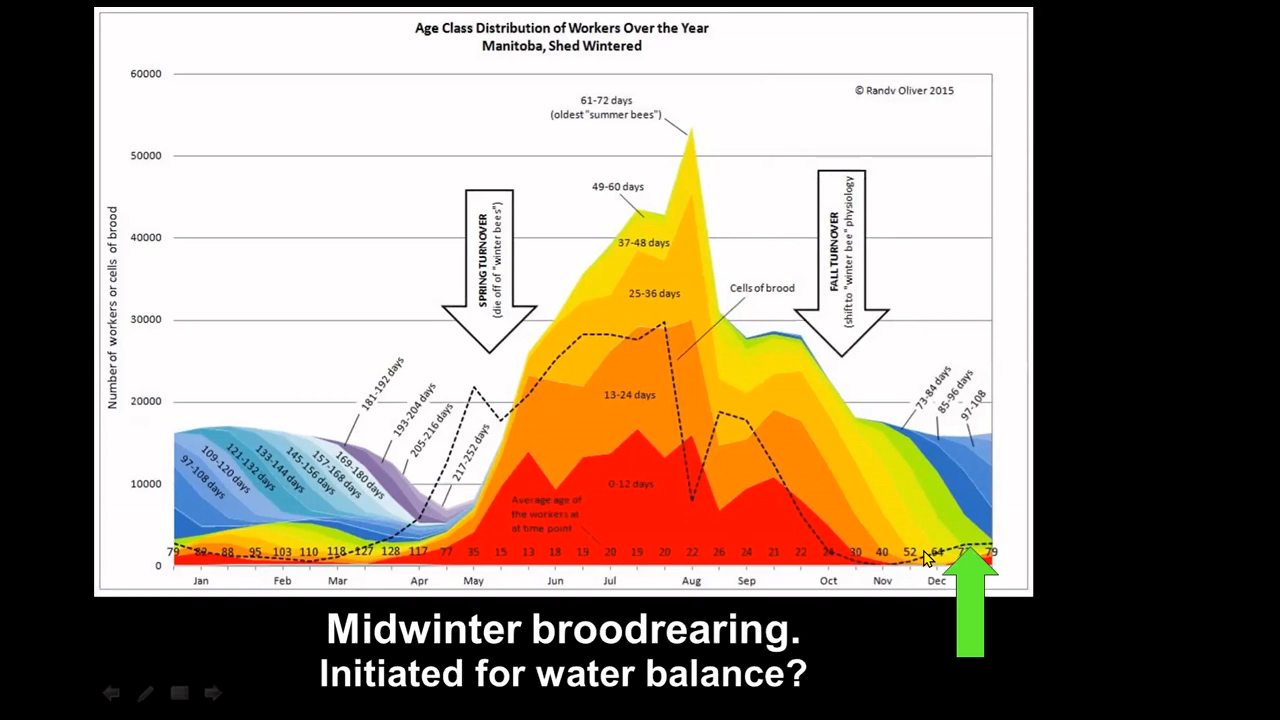 Age Class Distribution of Workers Over the Year
Manitoba, Shed Wintered
© Randy Oliver 2015
60000
50000
40000
30000
20000
10000
0
Number of workers or cells of brood
61-72 days
(oldest "summer bees")
49-60 days
37-48 days
25-36 days
13-24 days
0-12 days
Cells of brood
SPRING TURNOVER
(die off of "winter bees")
FALL TURNOVER
(shift to "winter bee" physiology
97-108 days
109-120 days
121-132 days
133-144 days
145-156 days
157-168 days
169-180 days
181-192 days
193-204 days
205-216 days
217-252 days
73-84 days
85-96 days
97-108
Average age of
the workers at
at time point
79 82 88 95 103 110 118 127 128 117 77 35 15 13 18 19 20 19 20 22 26 24 21 22 24 30 40 52 64 79
Jan Feb Mar Apr May Jun Jul Aug Sep Oct Nov Dec
Midwinter broodrearing.
Initiated for water balance?